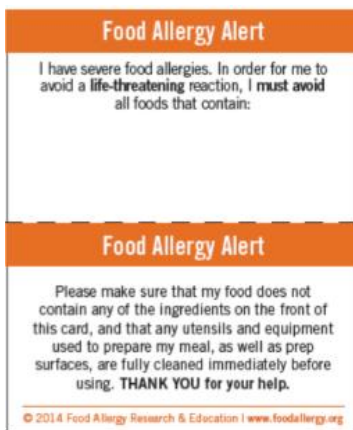 Food Allergy Alert
I have severe food allergies. In order for me to
avoid a life-threatening reaction, I must avoid
all foods that contain:
Food Allergy Alert
Please make sure that my food does not
contain any of the ingredients on the front of
this card, and that any utensils and equipment
used to prepare my meal, as well as prep
surfaces, are fully cleaned immediately before
using. THANK YOU for your help.
© 2014 Food Allergy Research & Education | www.foodallergy.org